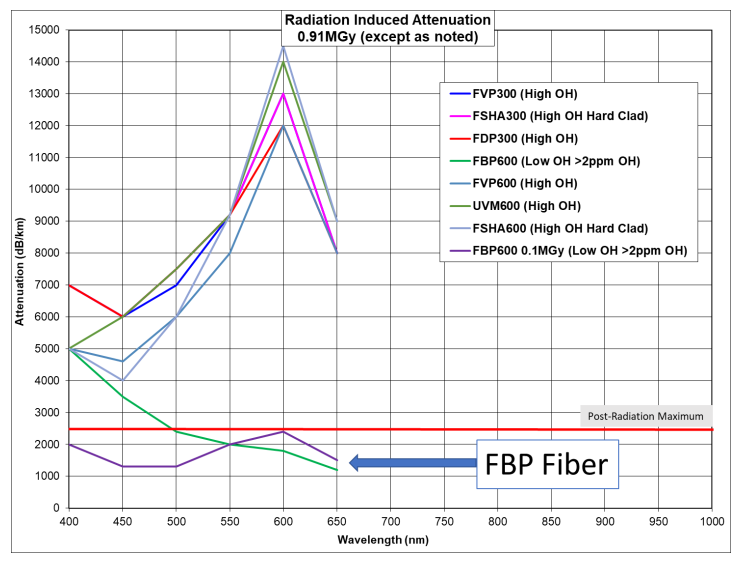 Radiation Induced Attenuation
0.91MGy (except as noted)
15000
14000
13000
12000
11000
10000
9000
8000
7000
6000
5000
4000
3000
2000
1000
0
Attenuation (dB/km)
FVP300 (High OH)
FSHA300 (High OH Hard Clad)
FDP300 (High OH)
FBP600 (Low OH >2ppm OH)
FVP600 (High OH)
UVM600 (High OH)
FSHA600 (High OH Hard Clad)
FBP600 0.1MGy (Low OH >2ppm OH)
Post-Radiation Maximum
FBP Fiber
400 450 500 550 600 650 700 750 800 850 900 950 1000
Wavelength (nm)